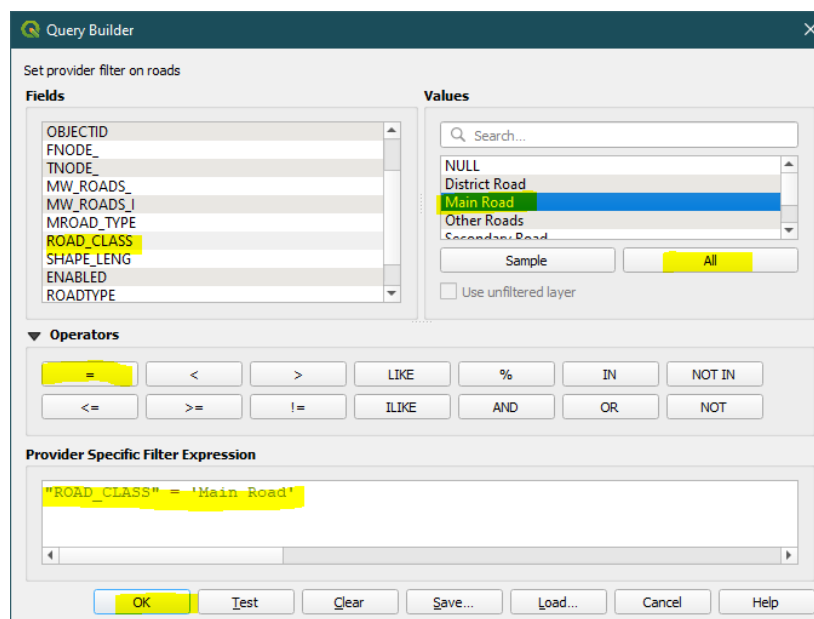 Query Builder
Set provider filter on roads
Fields
Values
OBJECTID
FNODE_
TNODE_
MW_ROADS_
MW_ROADS_I
MROAD_TYPE
ROAD_CLASS
SHAPE_LENG
ENABLED
ROADTYPE
Search...
NULL
District Road
Main Road
Other Roads
Secondary Road
Sample All
Use unfiltered layer
Operators
= < > LIKE % IN NOT IN
<= >= != ILIKE AND OR NOT
Provider Specific Filter Expression
"ROAD_CLASS" = 'Main Road'
OK Test Clear Save... Load... Cancel Help